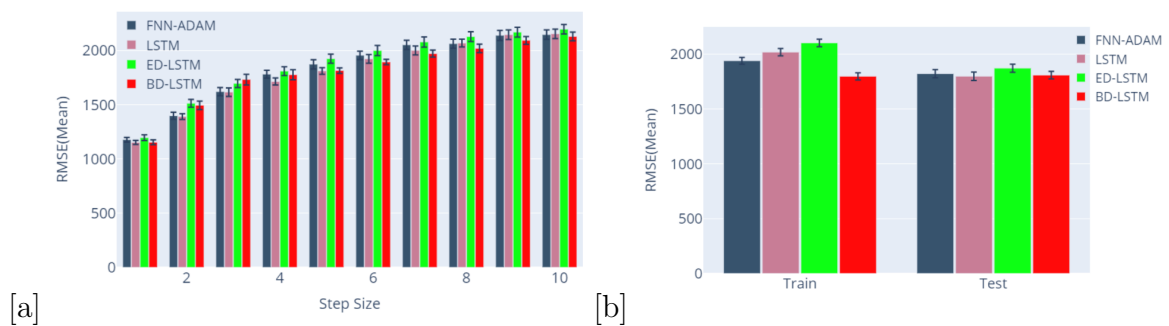 FNN-ADAM
LSTM
ED-LSTM
BD-LSTM
RMSE(Mean)
2000
1500
1000
500
0
2 4 6 8 10
Step Size
[a]
FNN-ADAM
LSTM
ED-LSTM
BD-LSTM
RMSE(Mean)
2000
1500
1000
500
0
Train Test
[b]